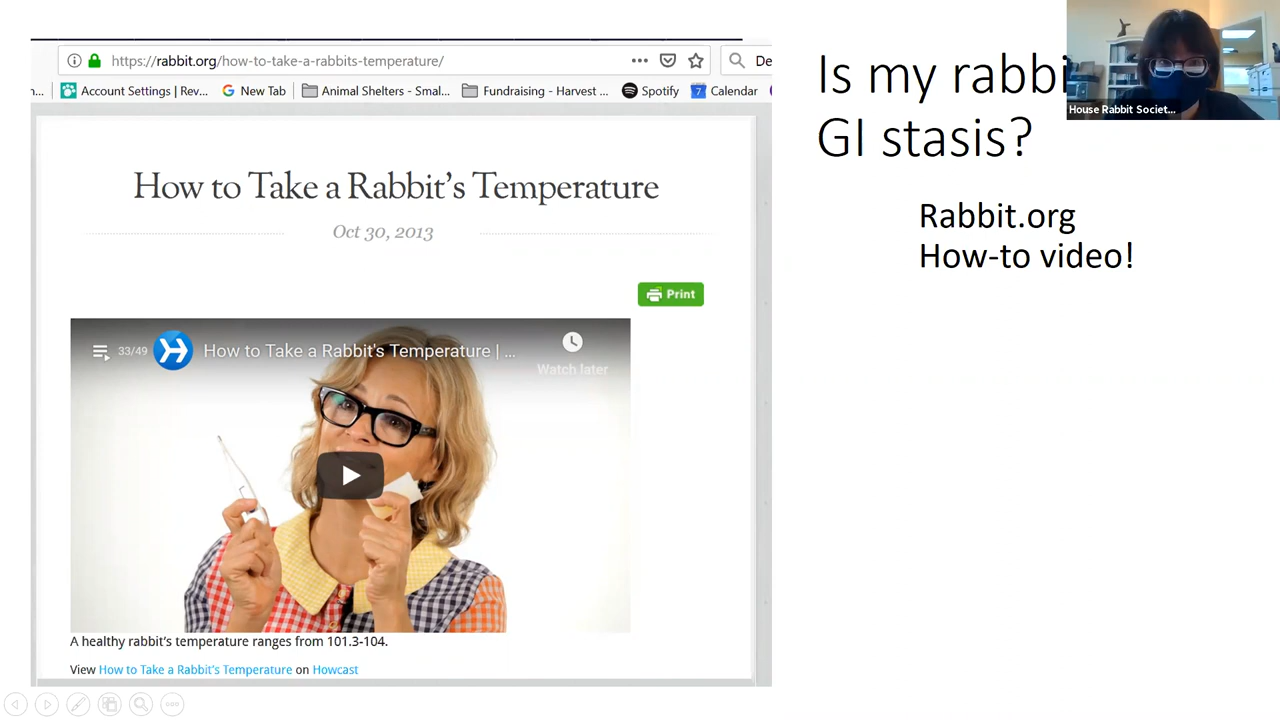 https://rabbit.org/how-to-take-a-rabbits-temperature/
De
...
Account Settings | Rev...
New Tab
Animal Shelters - Smal...
Fundraising - Harvest ...
Spotify
7
Calendar
How to Take a Rabbit's Temperature
Oct 30, 2013
Print
33/49
How to Take a Rabbit's Temperature | ...
Watch later
A healthy rabbit's temperature ranges from 101.3-104.
View How to Take a Rabbit's Temperature on Howcast
Is my rabbi
GI stasis?
Rabbit.org
How-to video!
House Rabbit Societ...